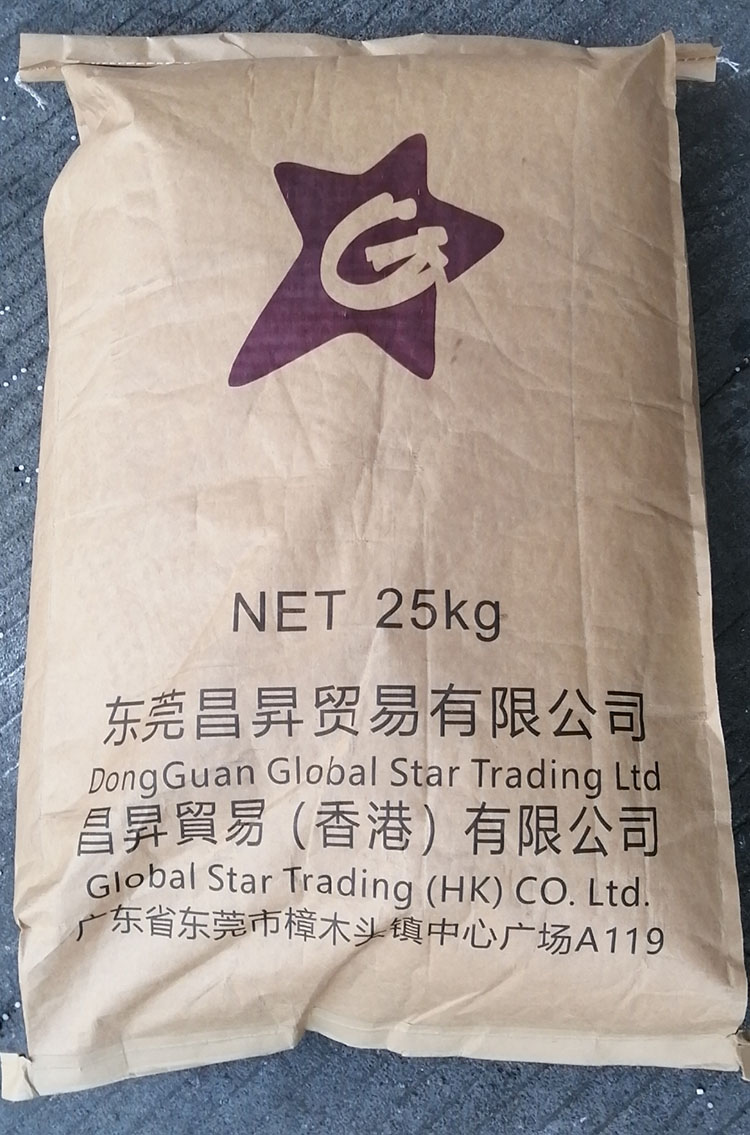 G
NET 25kg
东莞昌昇贸易有限公司
DongGuan Global Star Trading Ltd
昌昇貿易(香港)有限公司
Global Star Trading (HK) CO. Ltd.
广东省东莞市樟木头镇中心广场A119